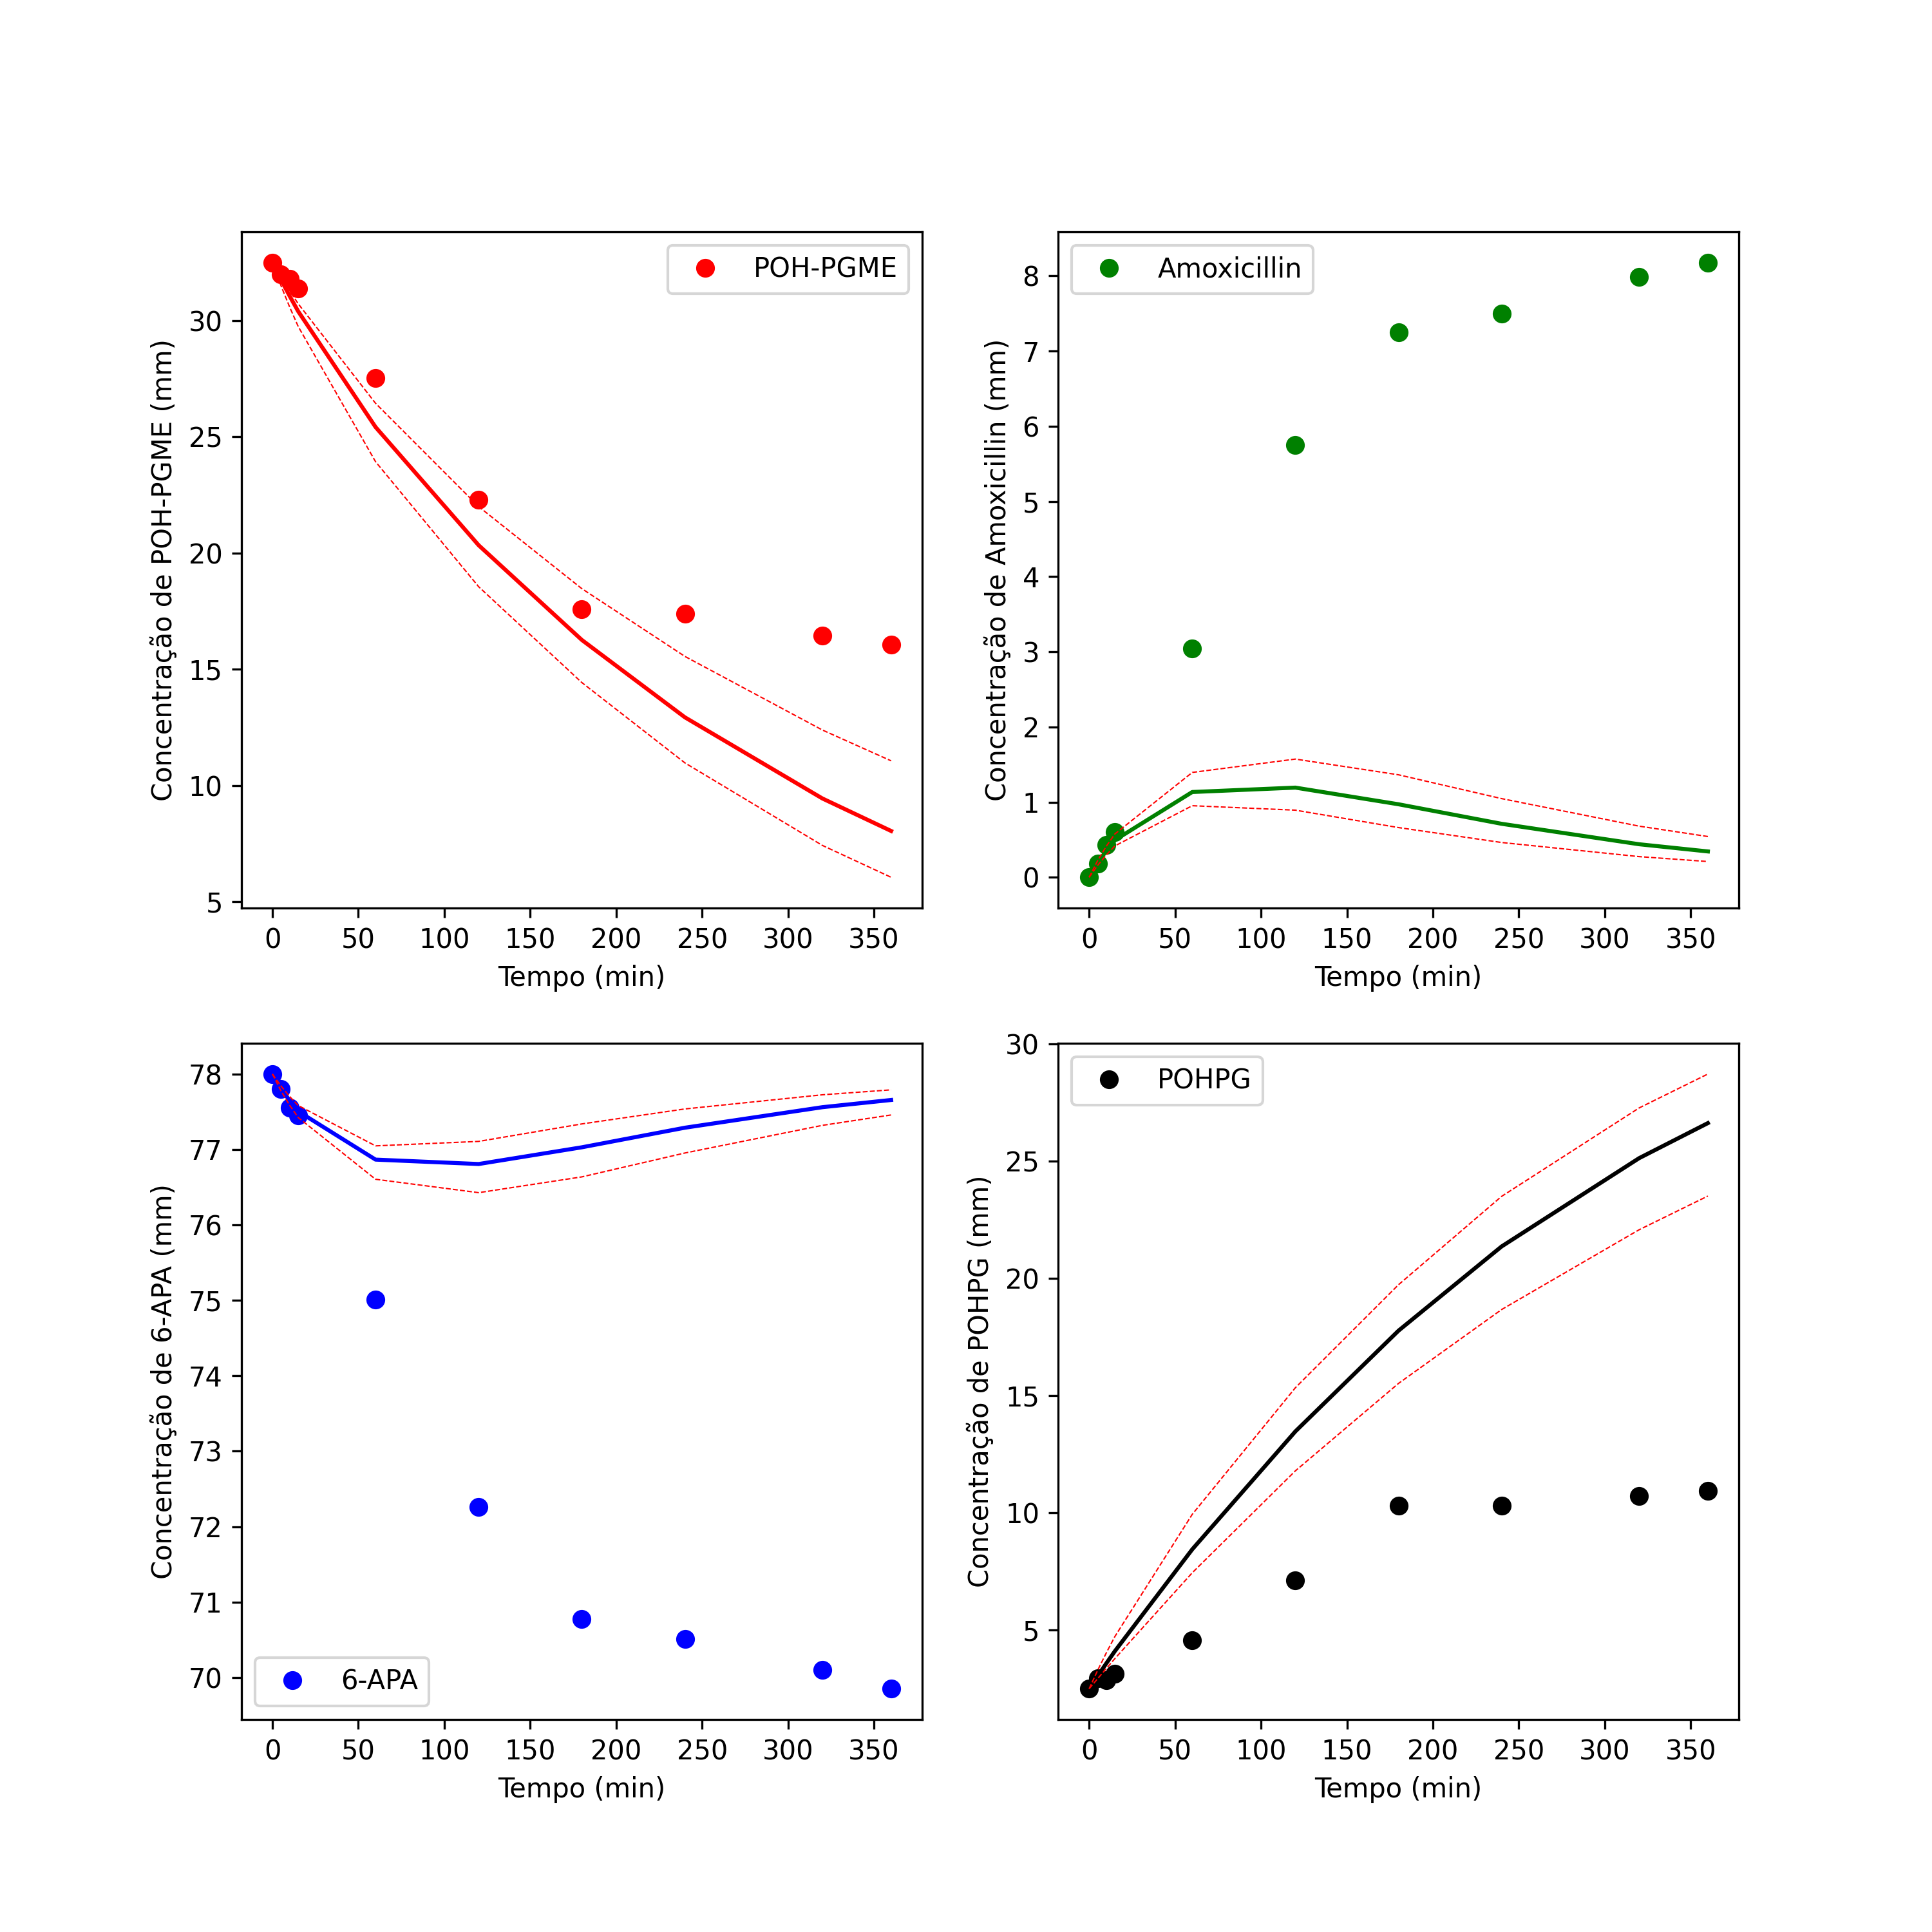 POH-PGME
Concentração de POH-PGME (mm)
30
25
20
15
10
5
0 50 100 150 200 250 300 350
Tempo (min)
Amoxicillin
Concentração de Amoxicillin (mm)
8
7
6
5
4
3
2
1
0
0 50 100 150 200 250 300 350
Tempo (min)
Concentração de 6-APA (mm)
78
77
76
75
74
73
72
71
70
6-APA
0 50 100 150 200 250 300 350
Tempo (min)
POHPG
Concentração de POHPG (mm)
30
25
20
15
10
5
0 50 100 150 200 250 300 350
Tempo (min)